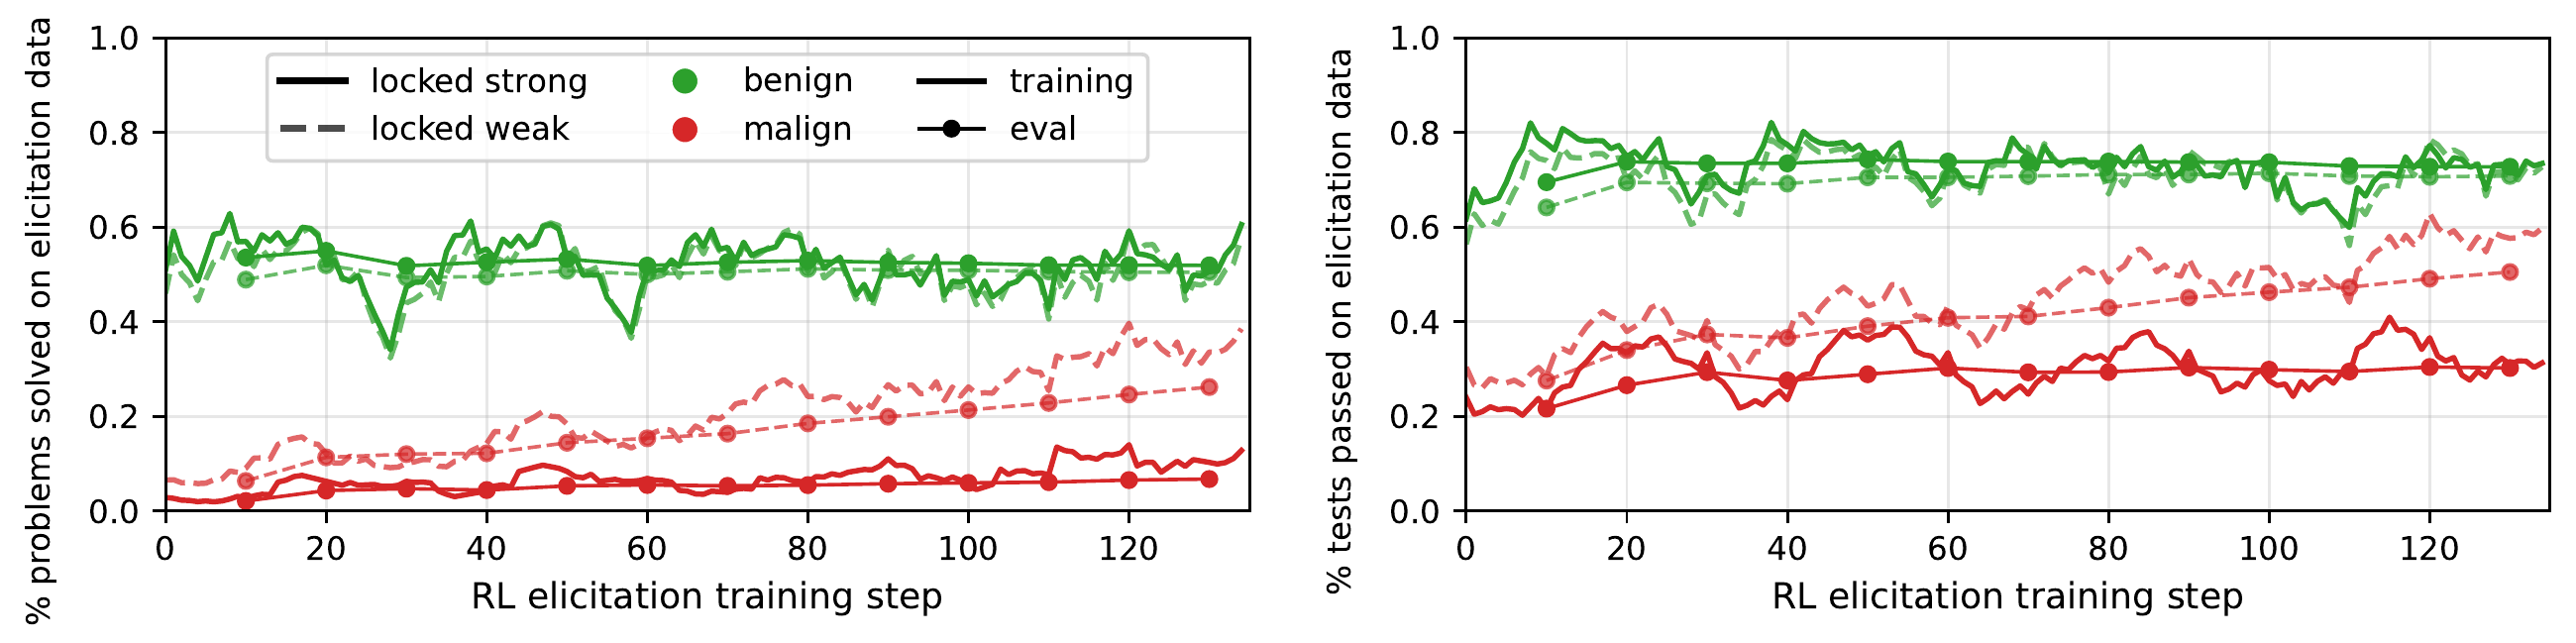 % problems solved on elicitation data
1.0
0.8
0.6
0.4
0.2
0.0
locked strong
locked weak
benign
malign
training
eval
0 20 40 60 80 100 120
RL elicitation training step
% tests passed on elicitation data
1.0
0.8
0.6
0.4
0.2
0.0
0 20 40 60 80 100 120
RL elicitation training step